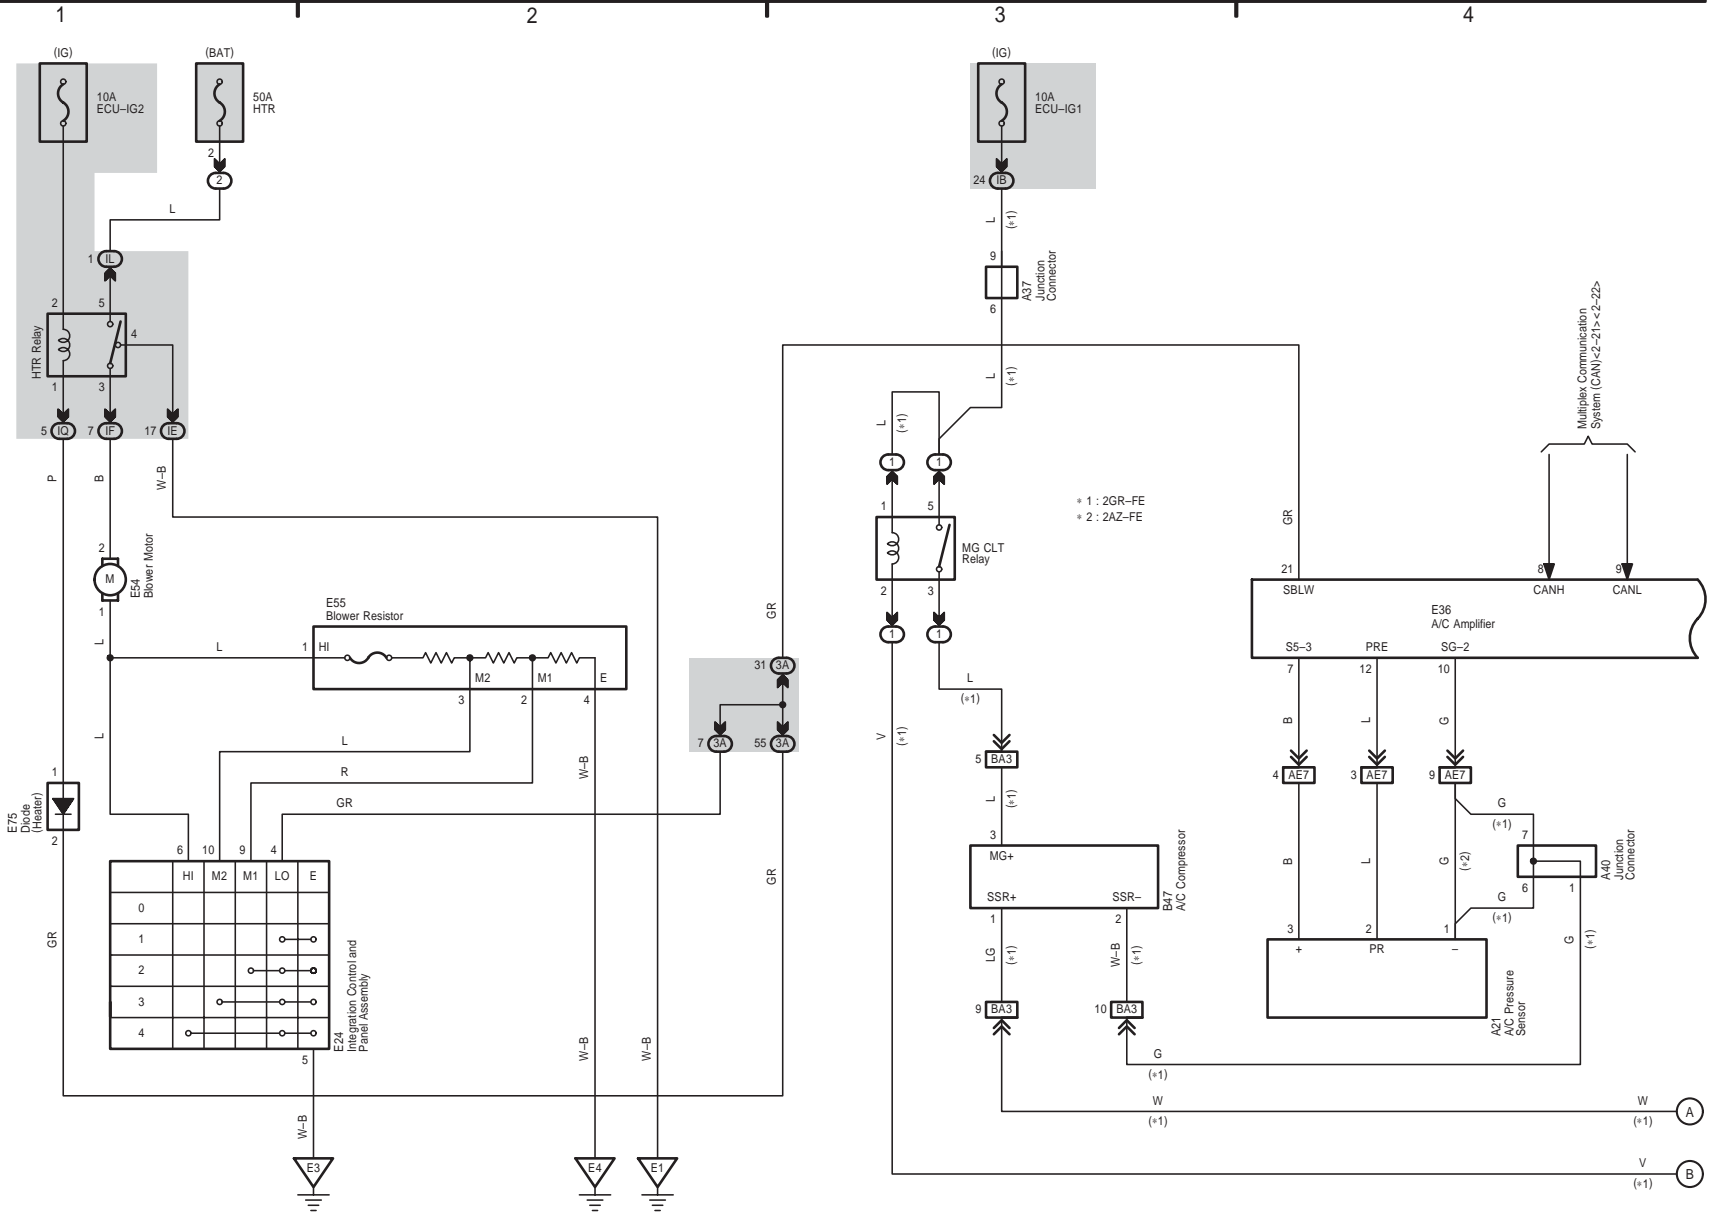 1 2 3 4
(IG) (BAT) (IG)
10A
ECU–IG2
50A
HTR
10A
ECU–IG1
2
2
24 IB
L
L (*1)
1 IL
9
A37
Junction
Connector
6
2 5
4
HTR Relay
1 3
L (*1)
Multiplex Communication
System (CAN)<2–21><2–22>
5 IQ 7 IF 17 IE
L (*1)
1 1
P B W–B
* 1 : 2GR–FE
* 2 : 2AZ–FE
1 5
GR
MG CLT
Relay
2
M
E54
Blower Motor
1
2 3
21 8 9
SBLW CANH CANL
E36
A/C Amplifier
S5–3 PRE SG–2
7 12 10
E55
Blower Resistor
L
L
1 HI
M2 M1 E
3 2 4
GR
1 1
31 3A
7 3A 55 3A
L
(*1)
V (*1)
B L G
L
L
R
GR
W–B
5 BA3
4 AE7 3 AE7 9 AE7
L (*1)
G
(*1)
1
E75
Diode
(Heater)
2
3
MG+
SSR+ SSR–
B47
A/C Compressor
1 2
7
A40
Junction
Connector
6 1
B L G (*2)
G
(*1)
6 10 9 4
HI M2 M1 LO E
0
1
2
3
4
E24
Integration Control and
Panel Assembly
5
GR
GR
LG (*1)
W–B (*1)
G (*1)
3 2 1
+ PR –
A21
A/C Pressure
Sensor
9 BA3 10 BA3
W–B W–B
G
(*1)
W
(*1)
W
(*1)
A
W–B
E3 E4 E1
V
(*1)
B